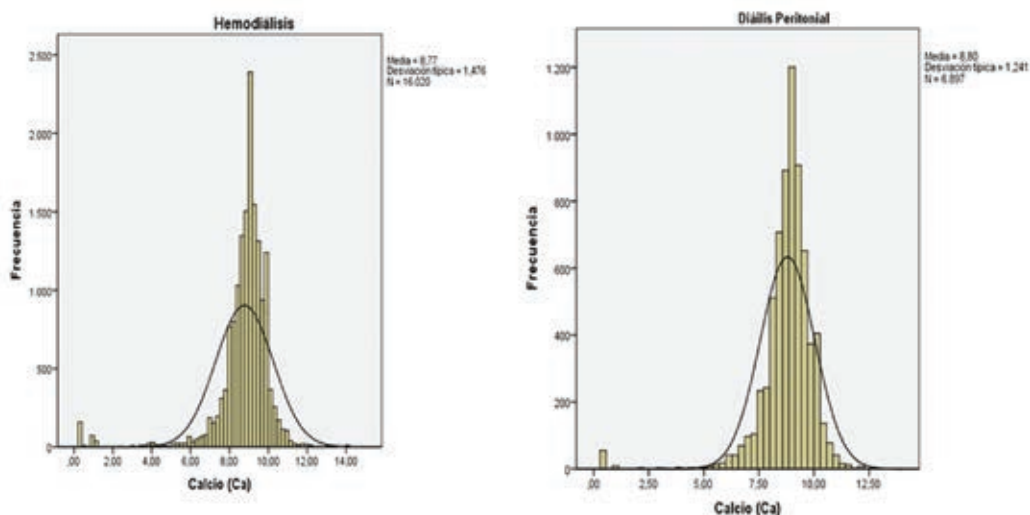 Hemodiálisis
Media = 8,77
Desviación típica = 1,476
N = 16.020
Frecuencia
2.500
2.000
1.500
1.000
500
0
,00 2,00 4,00 6,00 8,00 10,00 12,00 14,00
Calcio (Ca)
Diáilis Peritonial
Media = 8,80
Desviación típica = 1,241
N = 6.897
Frecuencia
1.200
1.000
800
600
400
200
0
,00 2,50 5,00 7,50 10,00 12,50
Calcio (Ca)